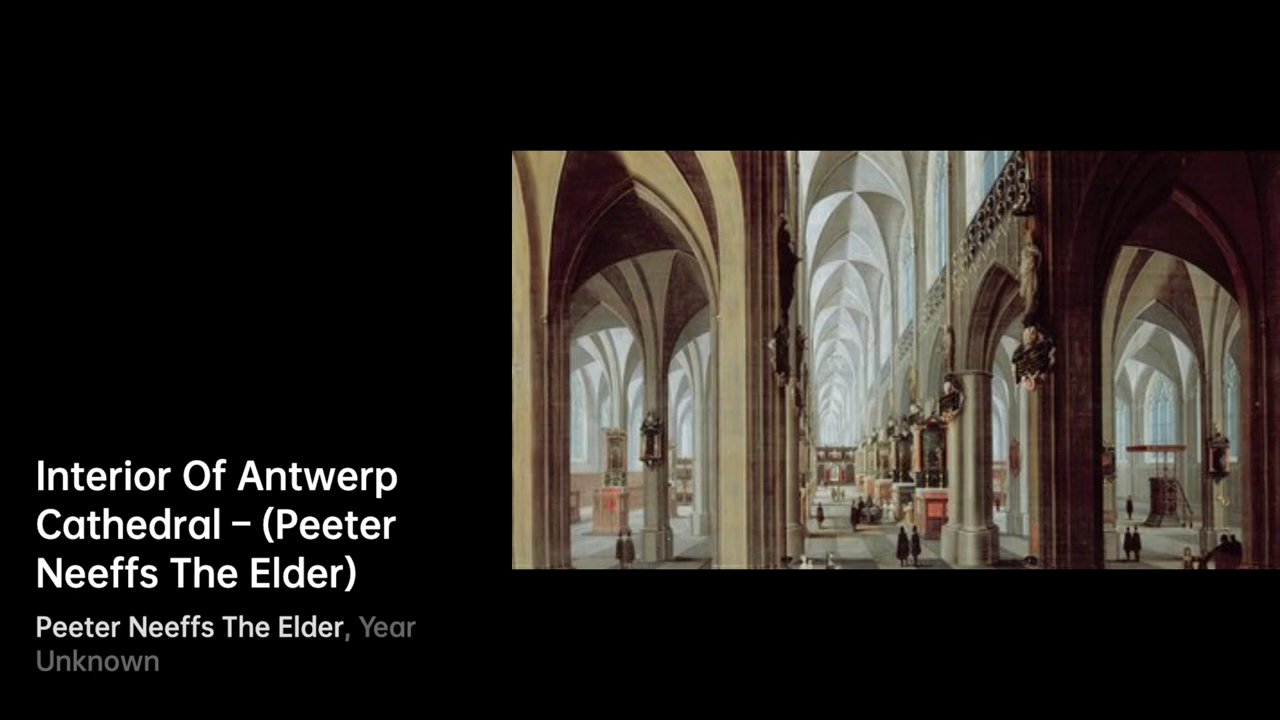 Interior Of Antwerp
Cathedral – (Peeter
Neeffs The Elder)
Peeter Neeffs The Elder, Year
Unknown